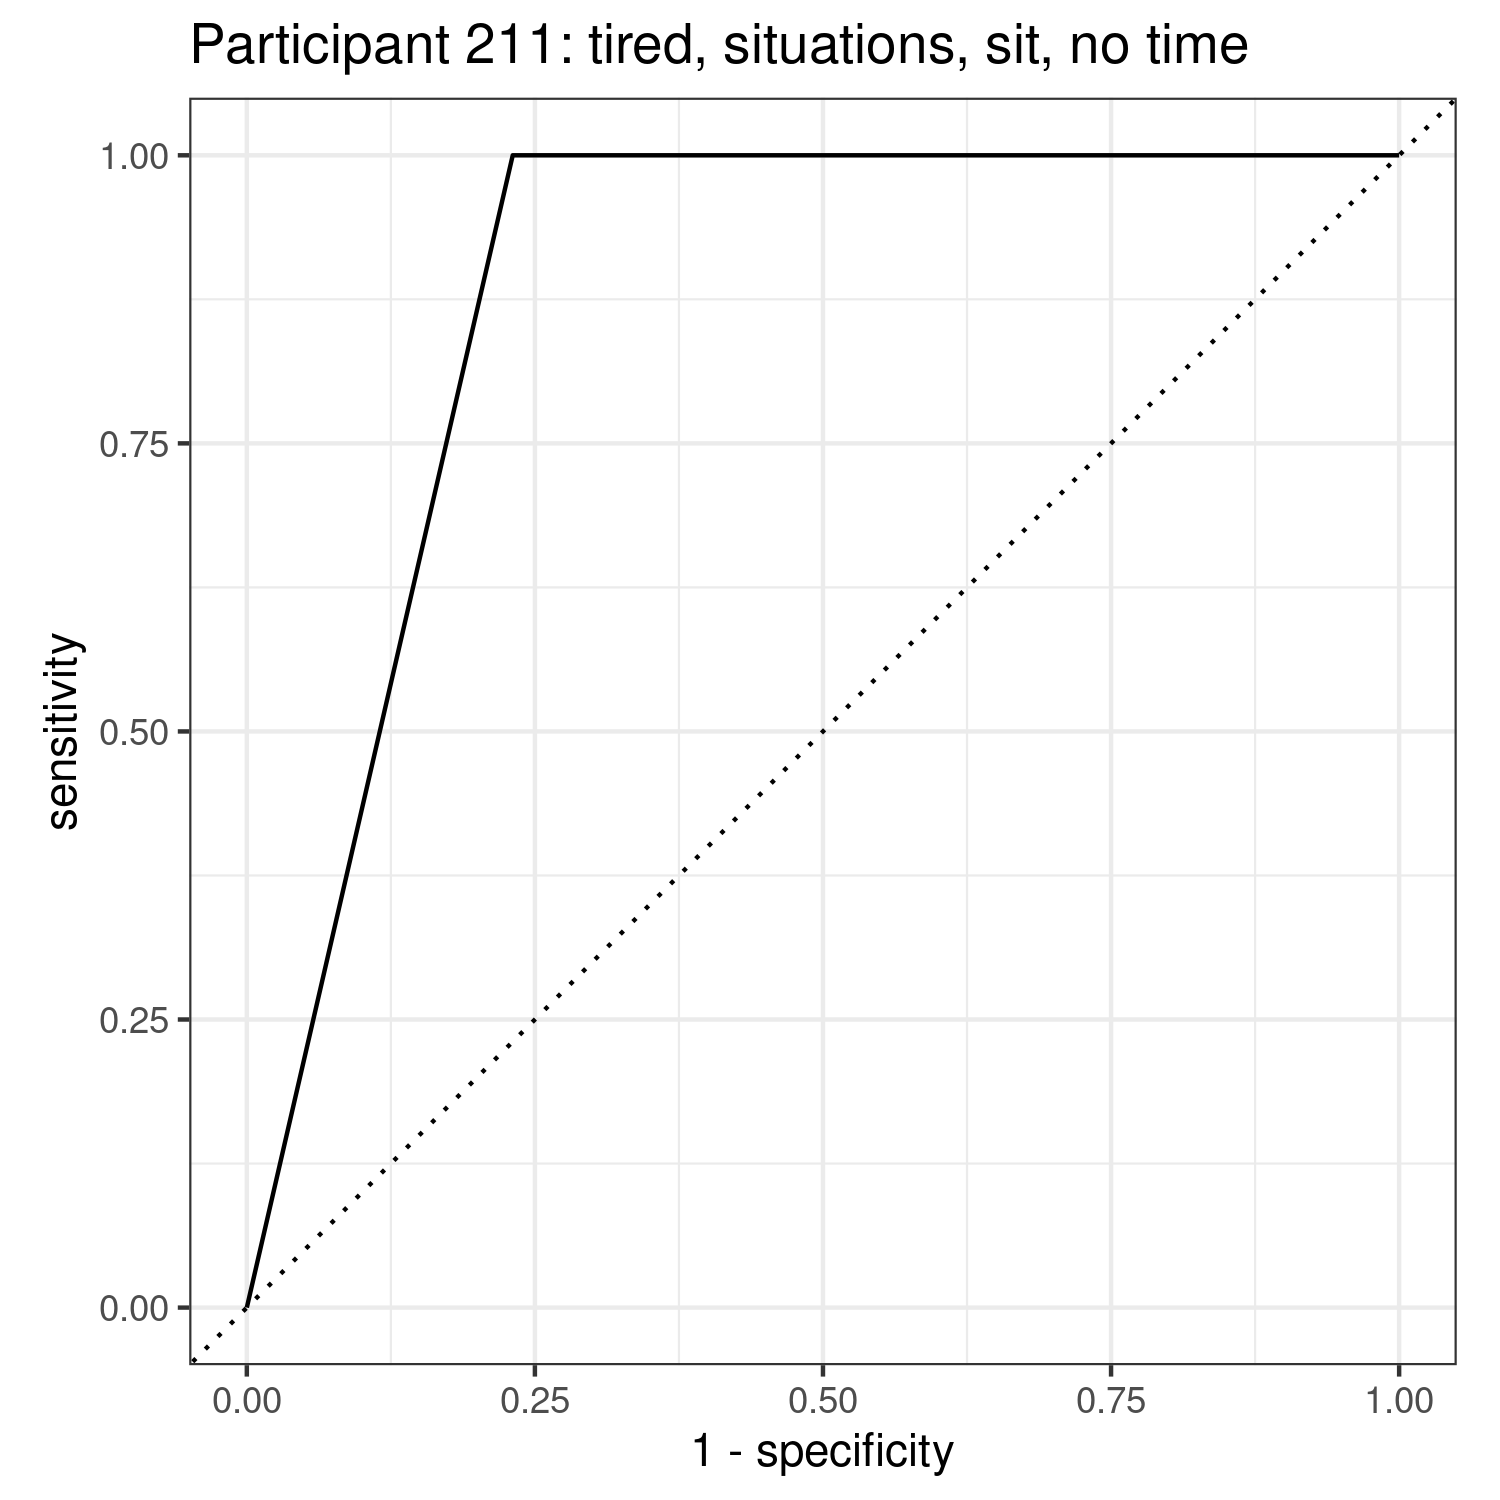 Participant 211: tired, situations, sit, no time
1.00
0.75
0.50
0.25
0.00
sensitivity
0.00 0.25 0.50 0.75 1.00
1 - specificity